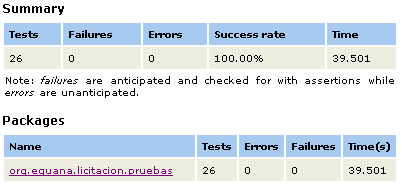 Summary
Tests Failures Errors Success rate Time
26 0 0 100.00% 39.501
Note: failures are anticipated and checked for with assertions while
errors are unanticipated.
Packages
Name Tests Errors Failures Time(s)
org.equana.licitacion.pruebas 26 0 0 39.501